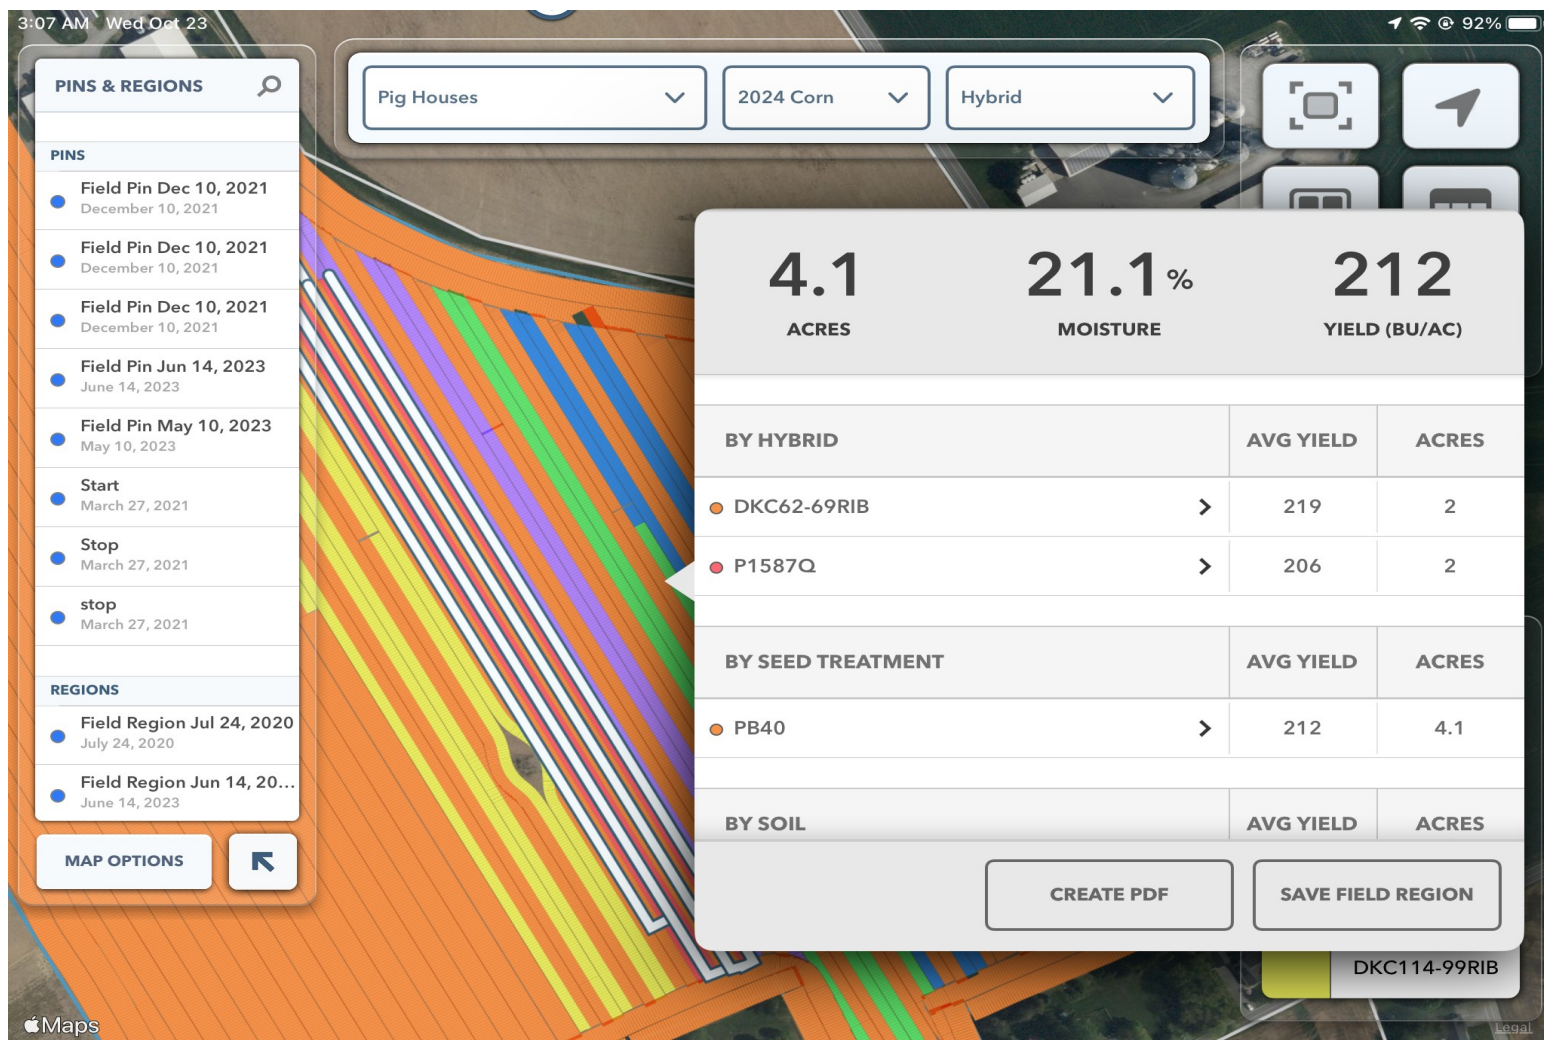 3:07 AM Wed Oct 23
92%
PINS & REGIONS
PINS
Field Pin Dec 10, 2021
December 10, 2021
Field Pin Dec 10, 2021
December 10, 2021
Field Pin Dec 10, 2021
December 10, 2021
Field Pin Jun 14, 2023
June 14, 2023
Field Pin May 10, 2023
May 10, 2023
Start
March 27, 2021
Stop
March 27, 2021
stop
March 27, 2021
REGIONS
Field Region Jul 24, 2020
July 24, 2020
Field Region Jun 14, 20...
June 14, 2023
MAP OPTIONS
Maps
Pig Houses
2024 Corn
Hybrid
4.1 21.1% 212
ACRES MOISTURE YIELD (BU/AC)
BY HYBRID AVG YIELD ACRES
DKC62-69RIB 219 2
P1587Q 206 2
BY SEED TREATMENT AVG YIELD ACRES
PB40 212 4.1
BY SOIL AVG YIELD ACRES
CREATE PDF SAVE FIELD REGION
DKC114-99RIB
Legal